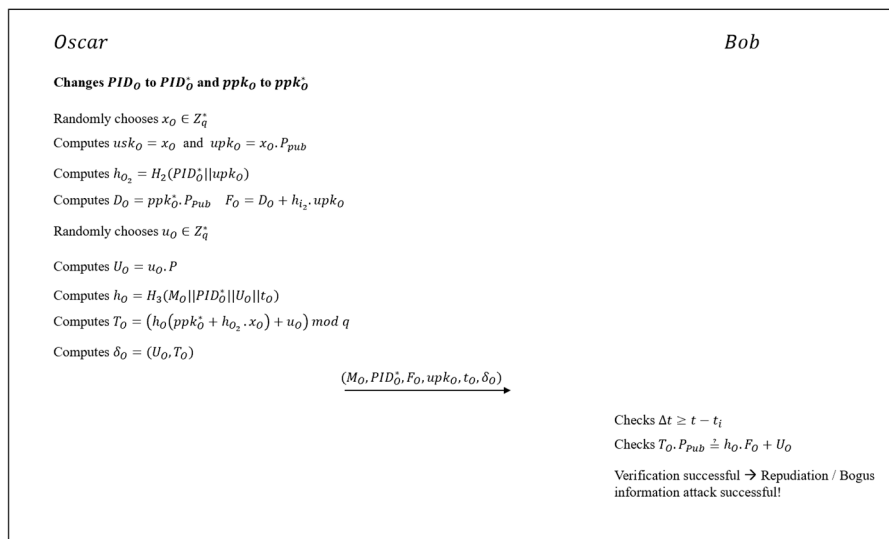 Oscar
Bob
Changes PID_O to PID_O^* and ppk_O to ppk_O^*
Randomly chooses x_O ∈ Z_q^*
Computes usk_O = x_O and upk_O = x_O.P_pub
Computes h_{O_2} = H_2(PID_O^*||upk_O)
Computes D_O = ppk_O^*.P_{Pub} F_O = D_O + h_{i_2}.upk_O
Randomly chooses u_O ∈ Z_q^*
Computes U_O = u_O.P
Computes h_O = H_3(M_O||PID_O^*||U_O||t_O)
Computes T_O = (h_O(ppk_O^* + h_{O_2}.x_O) + u_O) mod q
Computes δ_O = (U_O, T_O)
(M_O, PID_O^*, F_O, upk_O, t_O, δ_O)
Checks Δt ≥ t − t_i
Checks T_O.P_{Pub} ≟ h_O.F_O + U_O
Verification successful → Repudiation / Bogus
information attack successful!